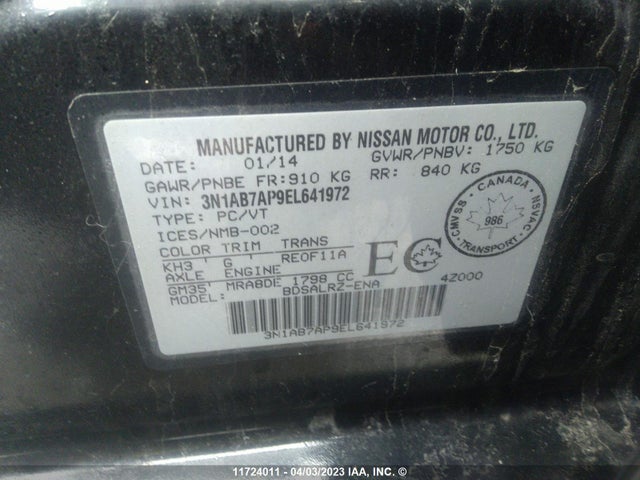 MANUFACTURED BY NISSAN MOTOR CO., LTD.
DATE: 01/14 GVWR/PNBV: 1750 KG
GAWR/PNBE FR: 910 KG RR: 840 KG
VIN: 3N1AB7AP9EL641972
TYPE: PC/VT
ICES/NMB-002
COLOR TRIM TRANS
KH3 G RE0F11A
AXLE ENGINE
GM35 MRA8DE 1798 CC
MODEL: BDSALRZ-ENA 4Z000
EC
CANADA
CMVSS 986 NSVAC
TRANSPORT
3N1AB7AP9EL641972
11724011 - 04/03/2023 IAA, INC. ©